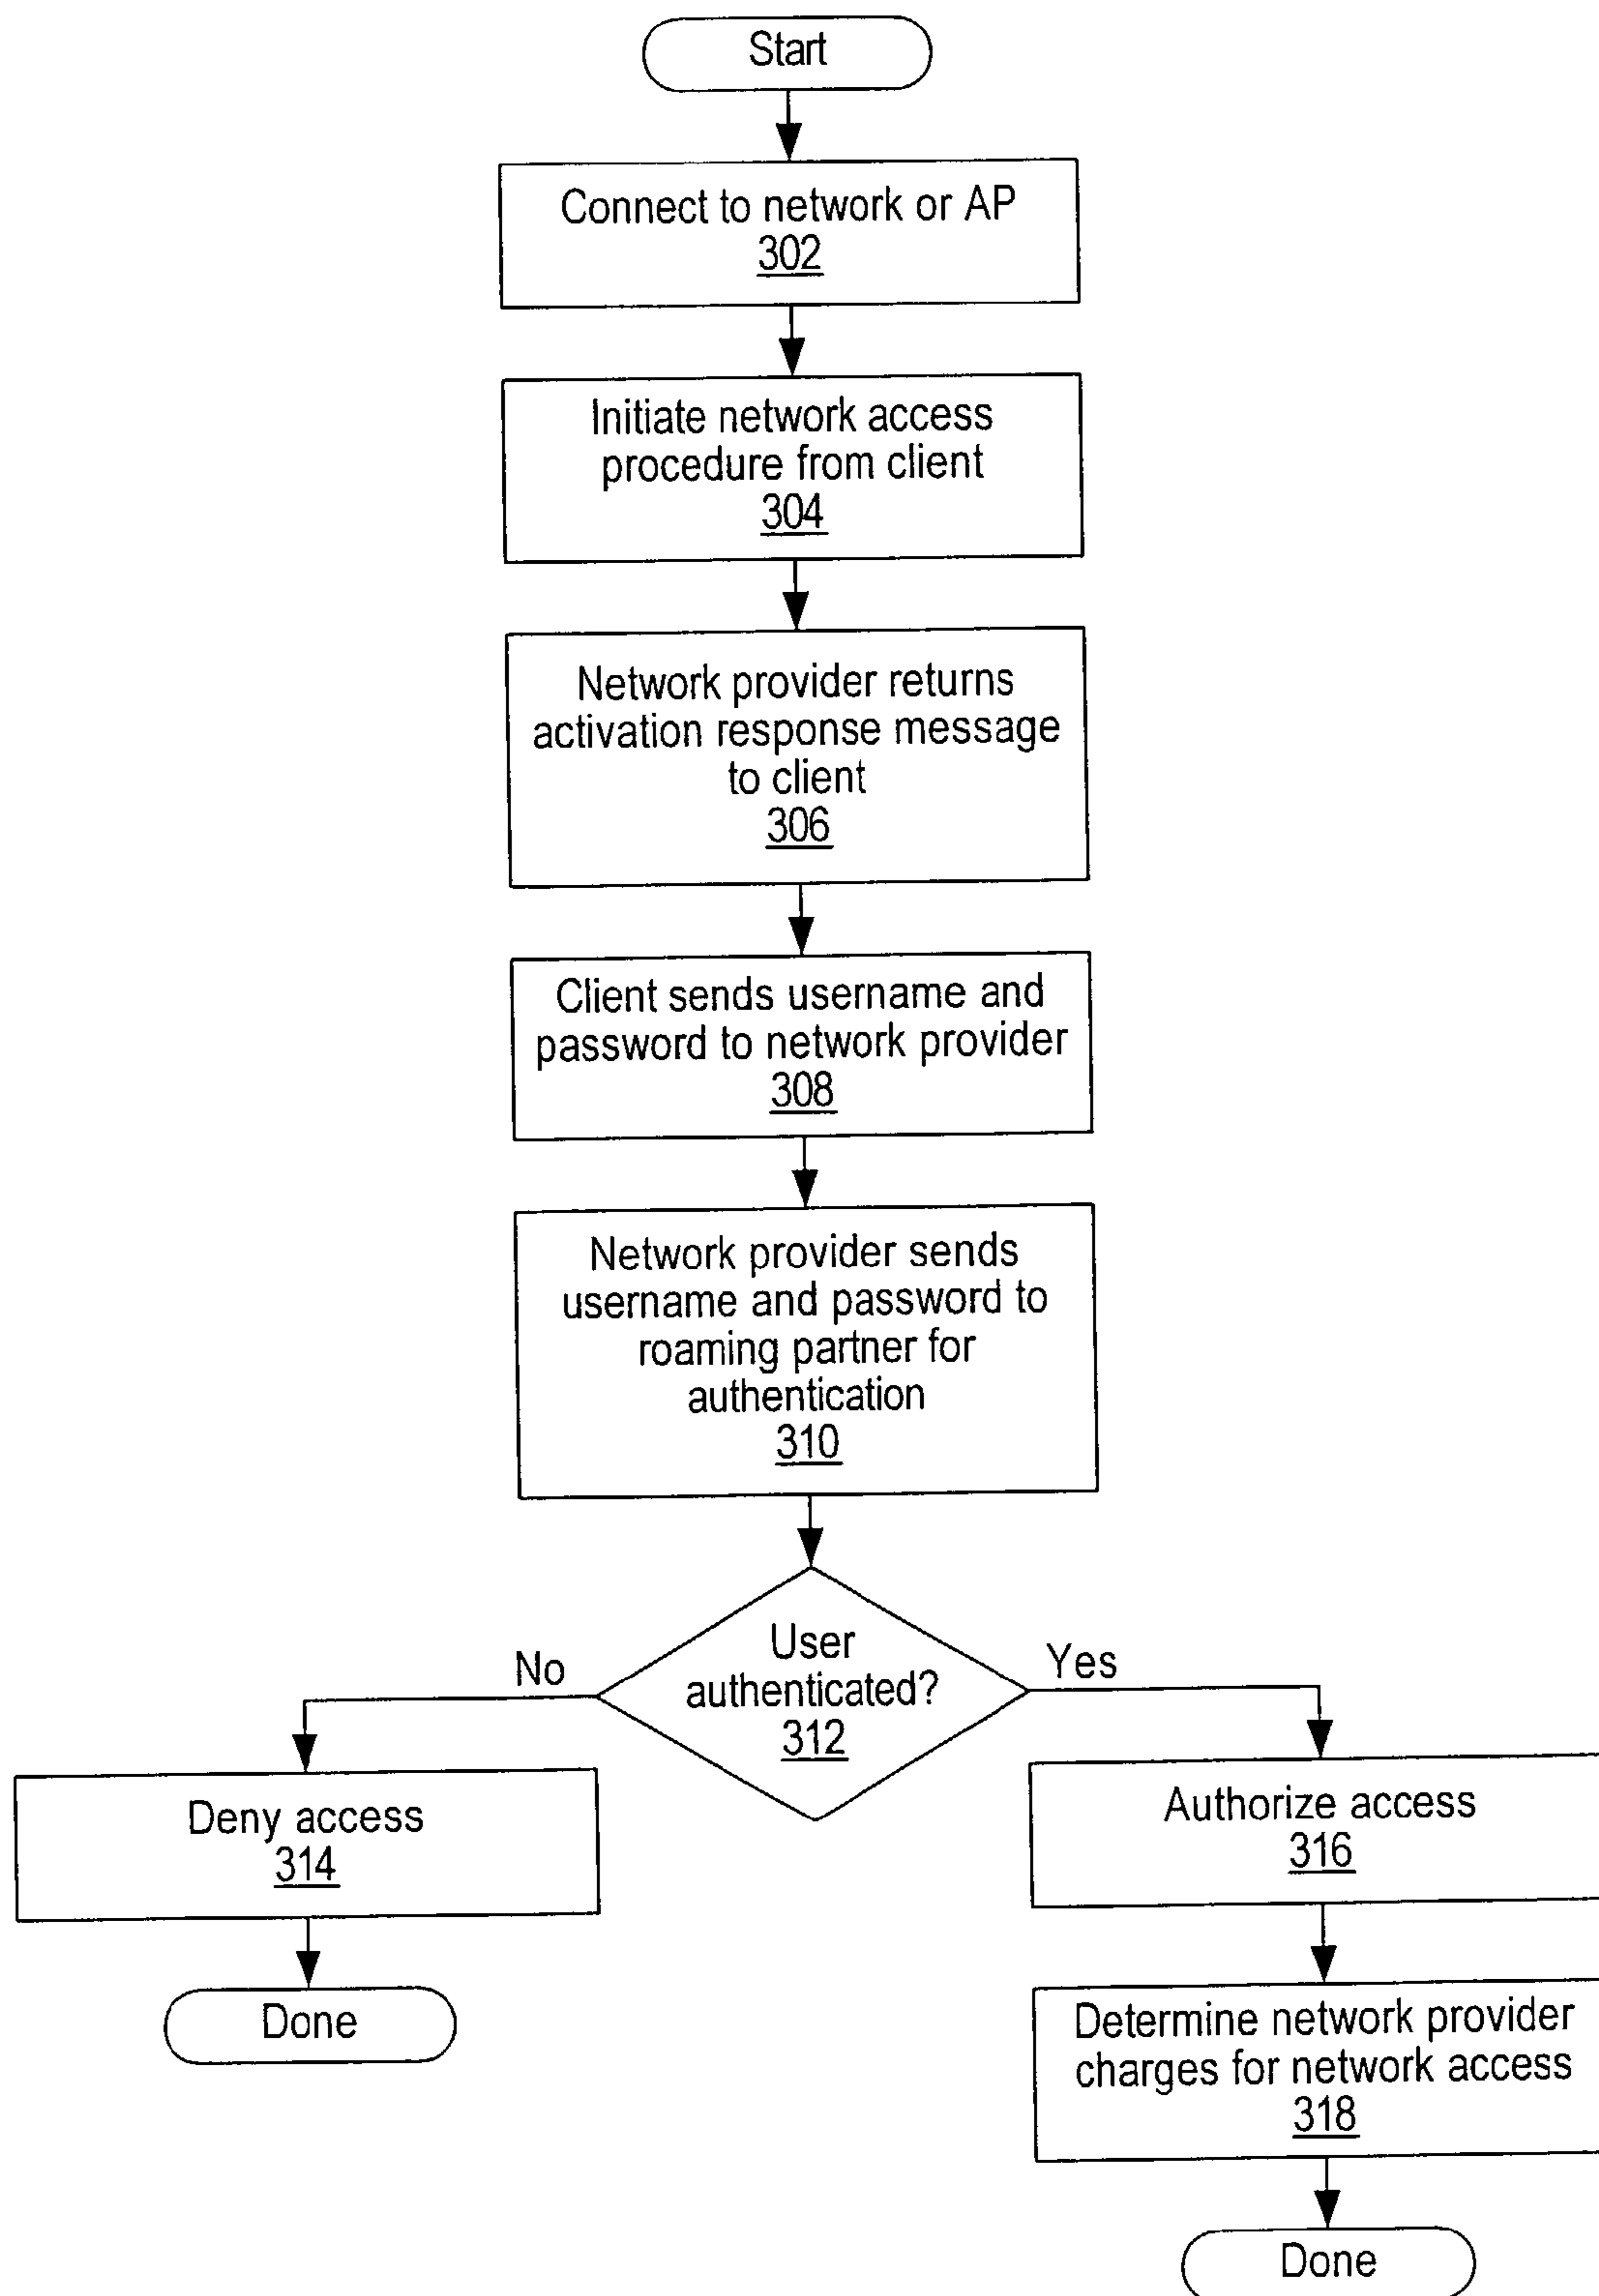 Start
Connect to network or AP
302
Initiate network access
procedure from client
304
Network provider returns
activation response message
to client
306
Client sends username and
password to network provider
308
Network provider sends
username and password to
roaming partner for
authentication
310
User
authenticated?
312
No
Yes
Deny access
314
Done
Authorize access
316
Determine network provider
charges for network access
318
Done